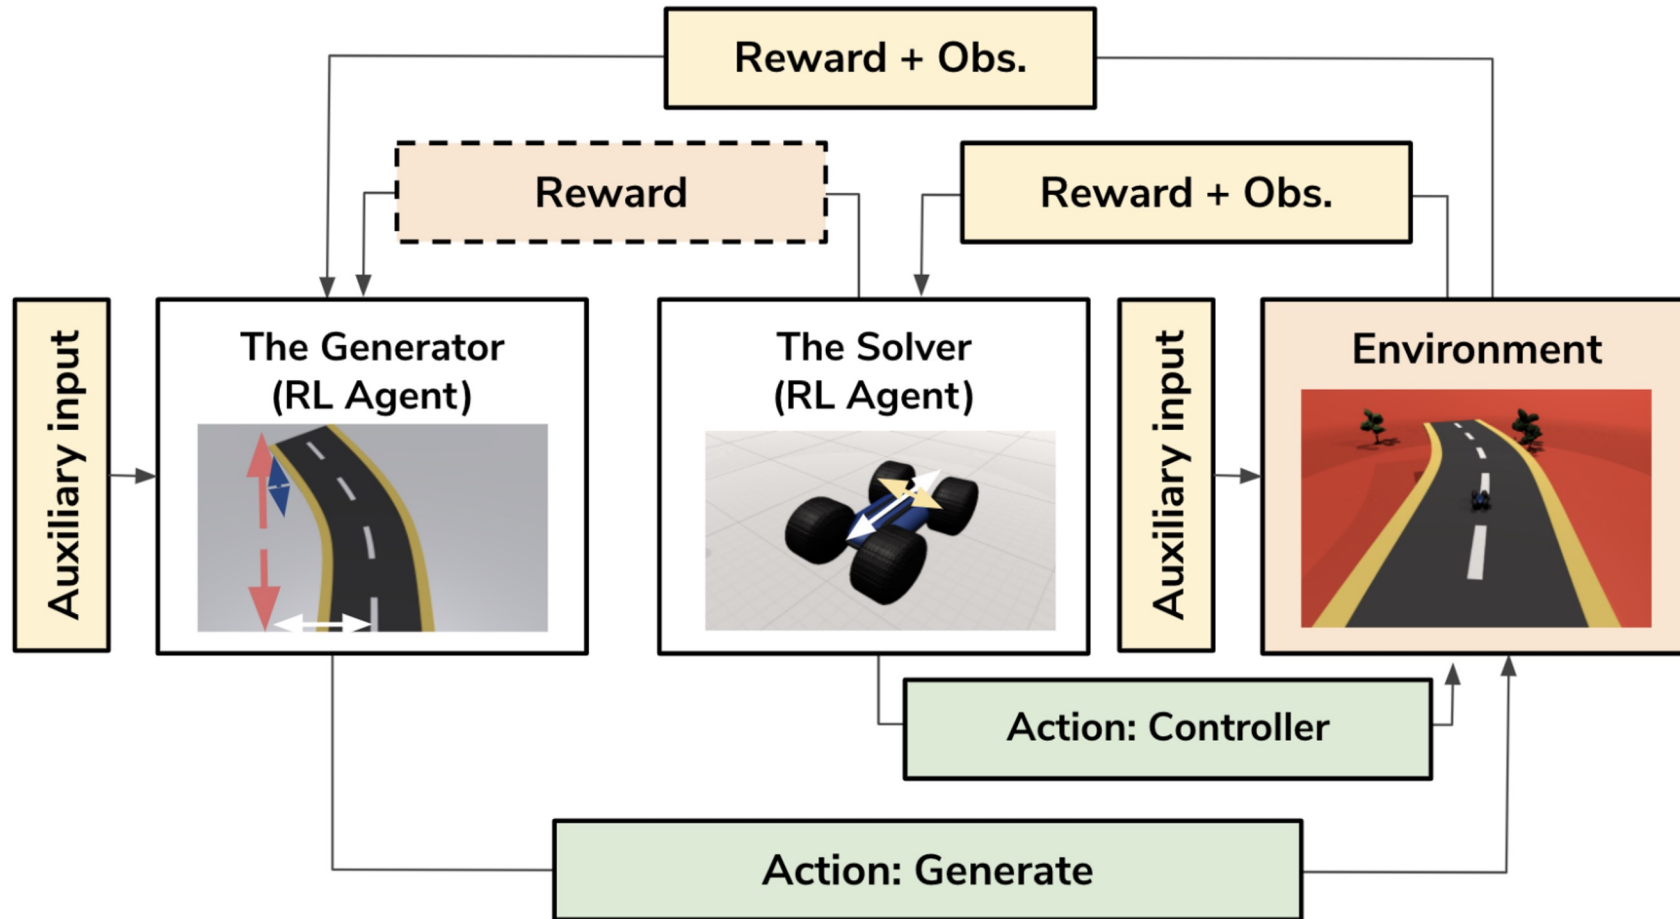 Reward + Obs.
Reward
Reward + Obs.
Auxiliary input
The Generator
(RL Agent)
The Solver
(RL Agent)
Auxiliary input
Environment
Action: Controller
Action: Generate